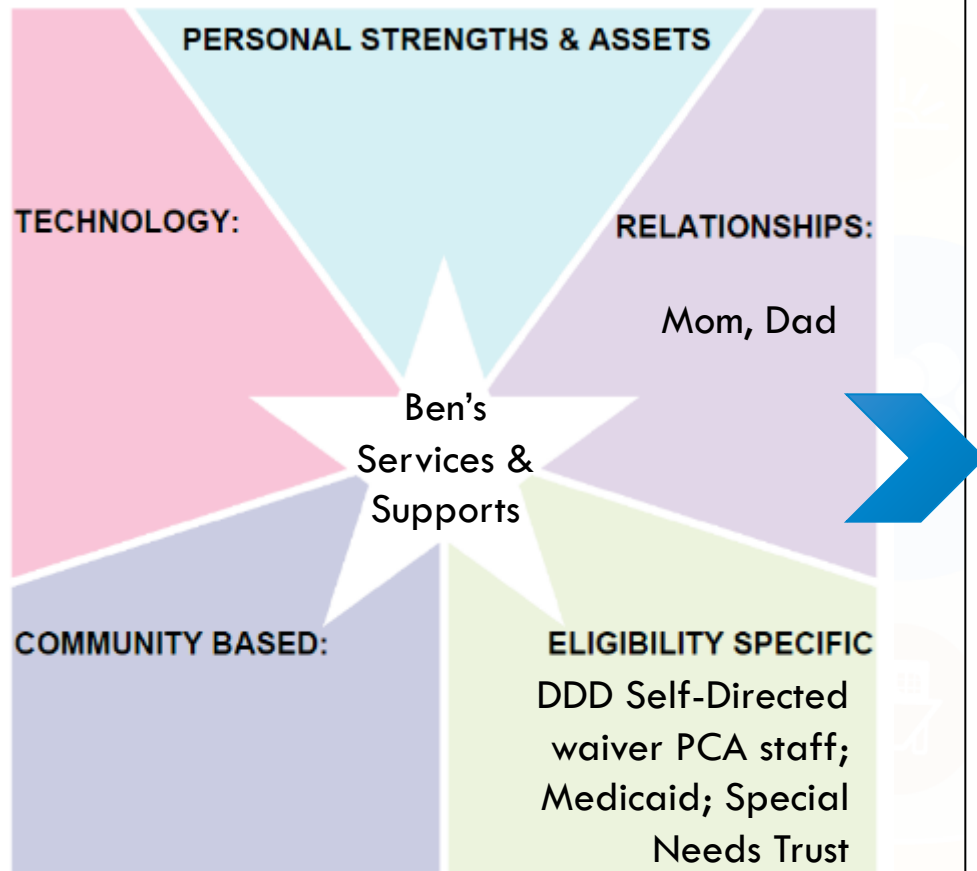 PERSONAL STRENGTHS & ASSETS
TECHNOLOGY:
RELATIONSHIPS:
Mom, Dad
Ben’s
Services &
Supports
COMMUNITY BASED:
ELIGIBILITY SPECIFIC
DDD Self-Directed
waiver PCA staff;
Medicaid; Special
Needs Trust